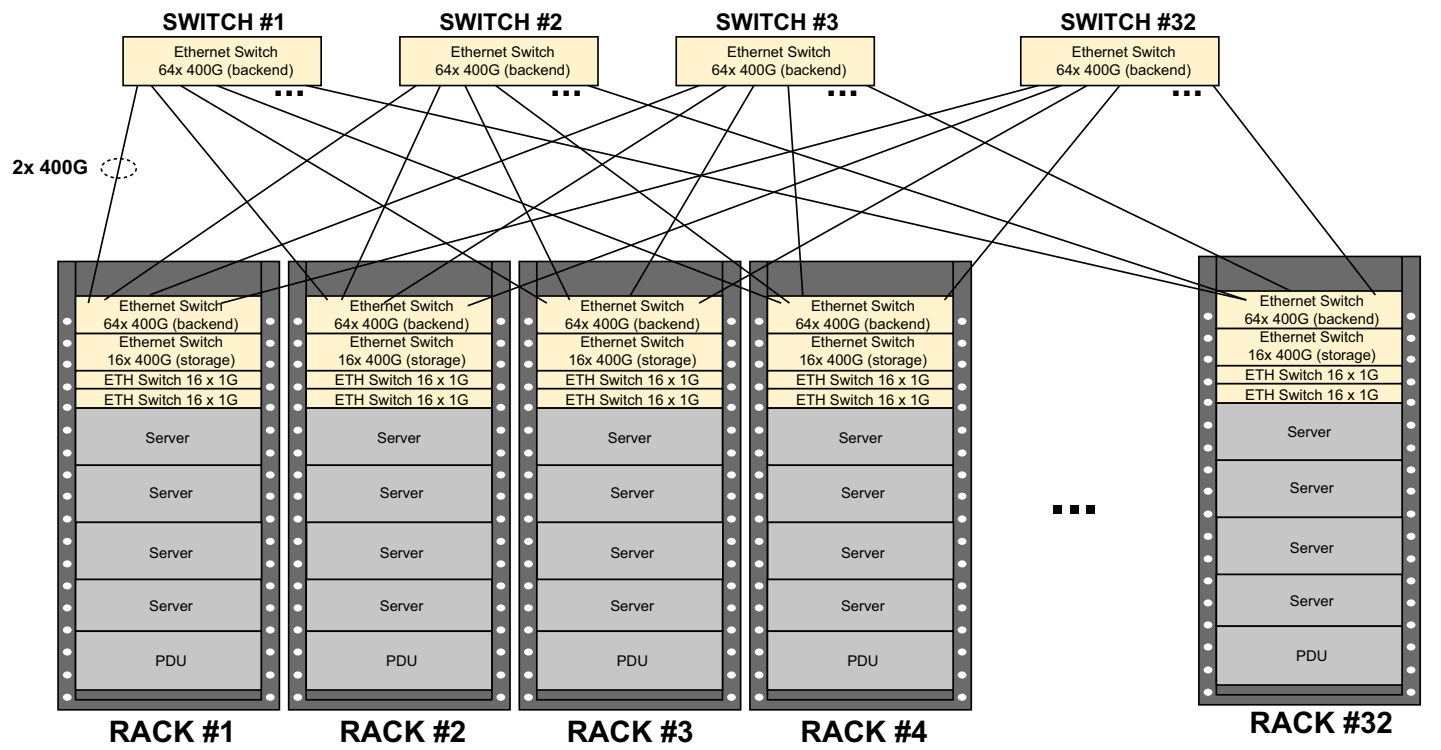 SWITCH #1
SWITCH #2
SWITCH #3
SWITCH #32
Ethernet Switch
64x 400G (backend)
...
Ethernet Switch
64x 400G (backend)
...
Ethernet Switch
64x 400G (backend)
...
Ethernet Switch
64x 400G (backend)
...
2x 400G
Ethernet Switch
64x 400G (backend)
Ethernet Switch
16x 400G (storage)
ETH Switch 16 x 1G
ETH Switch 16 x 1G
Server
Server
Server
Server
PDU
RACK #1
Ethernet Switch
64x 400G (backend)
Ethernet Switch
16x 400G (storage)
ETH Switch 16 x 1G
ETH Switch 16 x 1G
Server
Server
Server
Server
PDU
RACK #2
Ethernet Switch
64x 400G (backend)
Ethernet Switch
16x 400G (storage)
ETH Switch 16 x 1G
ETH Switch 16 x 1G
Server
Server
Server
Server
PDU
RACK #3
Ethernet Switch
64x 400G (backend)
Ethernet Switch
16x 400G (storage)
ETH Switch 16 x 1G
ETH Switch 16 x 1G
Server
Server
Server
Server
PDU
RACK #4
...
Ethernet Switch
64x 400G (backend)
Ethernet Switch
16x 400G (storage)
ETH Switch 16 x 1G
ETH Switch 16 x 1G
Server
Server
Server
Server
PDU
RACK #32